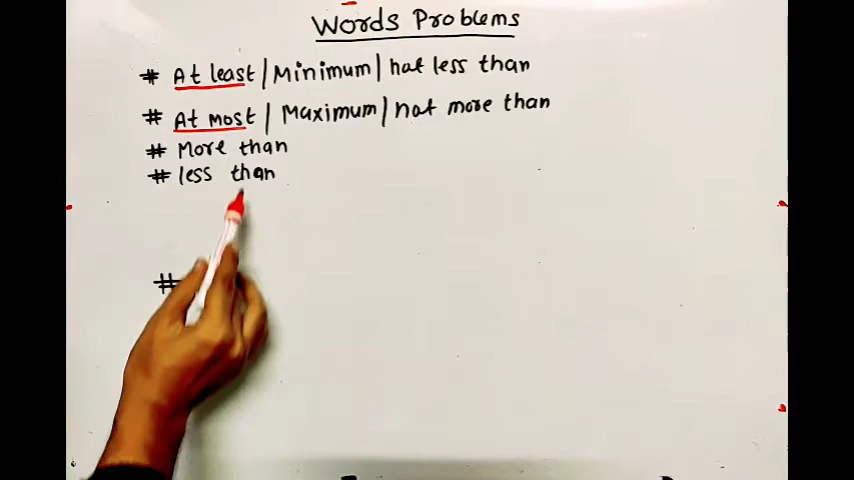 Words Problems
# At least | Minimum | not less than
# At most | Maximum | not more than
# More than
# less than
#